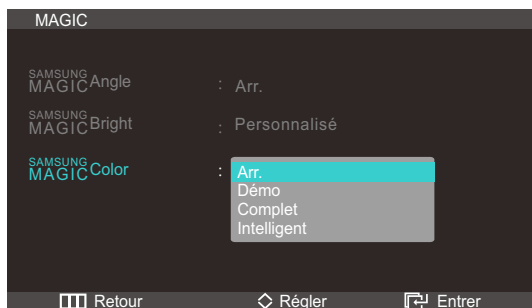 MAGIC
SAMSUNG MAGIC Angle : Arr.
SAMSUNG MAGIC Bright : Personnalisé
SAMSUNG MAGIC Color : Arr.
Démo
Complet
Intelligent
Retour Régler Entrer